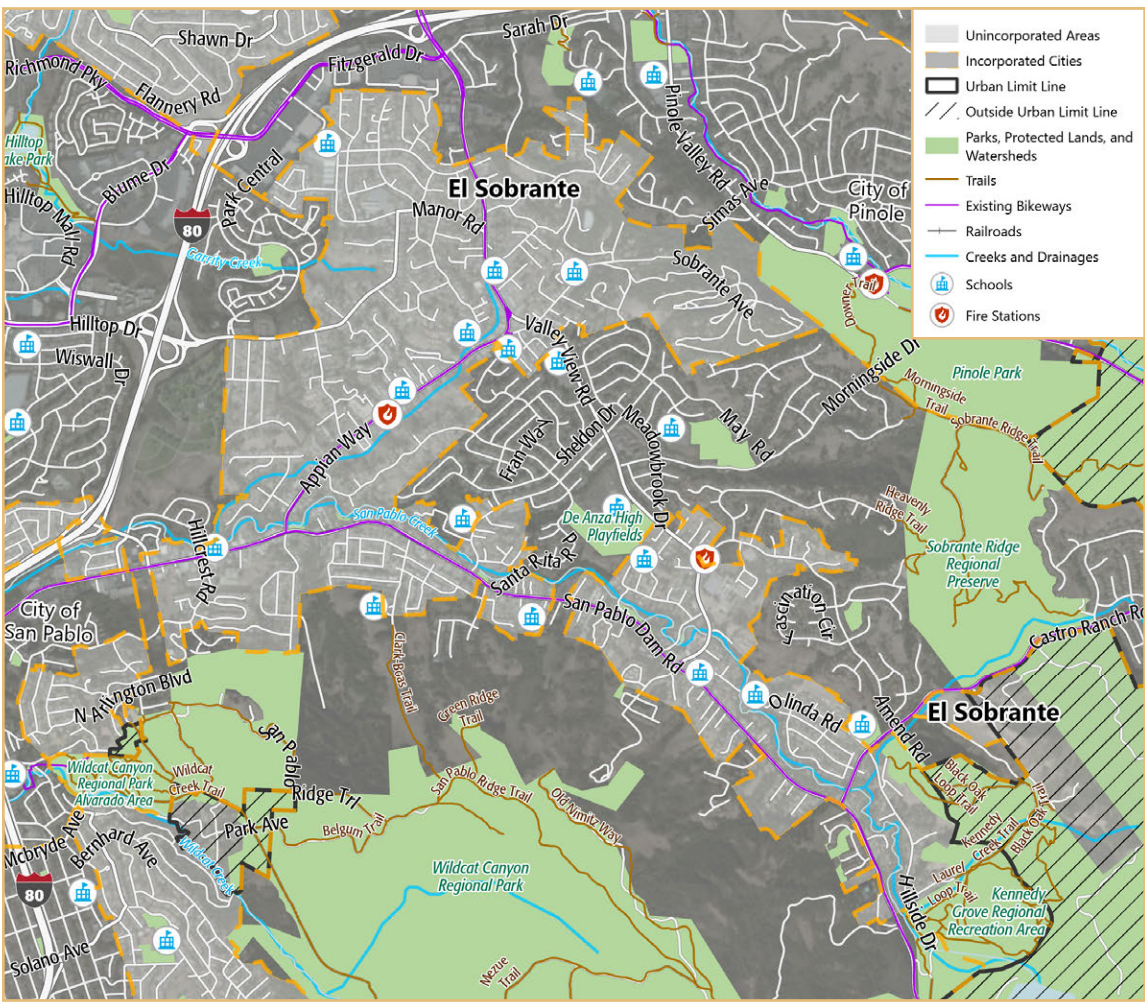 Unincorporated Areas
Incorporated Cities
Urban Limit Line
Outside Urban Limit Line
Parks, Protected Lands, and
Watersheds
Trails
Existing Bikeways
Railroads
Creeks and Drainages
Schools
Fire Stations
Shawn Dr
Sarah Dr
Richmond Pky
Fitzgerald Dr
Flannery Rd
Pinole Valley Rd
Hilltop
ake Park
Blume Dr
Park Central
El Sobrante
City of
Pinole
Simas Ave
Hilltop Mall Rd
80
Manor Rd
Garrity Creek
Sobrante Ave
Trail
Downer
Hilltop Dr
Wiswall Dr
Valley View Rd
Morningside Dr
Pinole Park
Morningside
Trail
Sobrante Ridge Trail
Appian Way
Fran Way
Sheldon Dr
Meadowbrook Dr
May Rd
Heavenly
Ridge Trail
San Pablo Creek
De Anza High
Playfields
Sobrante Ridge
Regional
Preserve
Hillcrest Rd
Santa Rita Rd
City of
San Pablo
San Pablo Dam Rd
Fascination Cir
Castro Ranch Rd
Clark-Boas Trail
N Arlington Blvd
Green Ridge
Trail
Olinda Rd
Amend Rd
El Sobrante
San Pablo
Ridge Trl
Wildcat Canyon
Regional Park
Alvarado Area
Wildcat
Creek Trail
San Pablo Ridge Trail
Old Nimitz Way
Black Oak
Loop Trail
Black Oak
Trail
Park Ave
Belgum Trail
Mcbryde Ave
Bernhard Ave
Wildcat Creek
Kennedy
Creek Trail
Wildcat Canyon
Regional Park
Laurel
Loop Trail
80
Hillside Dr
Kennedy
Grove Regional
Recreation Area
Solano Ave
Mezue
Trail